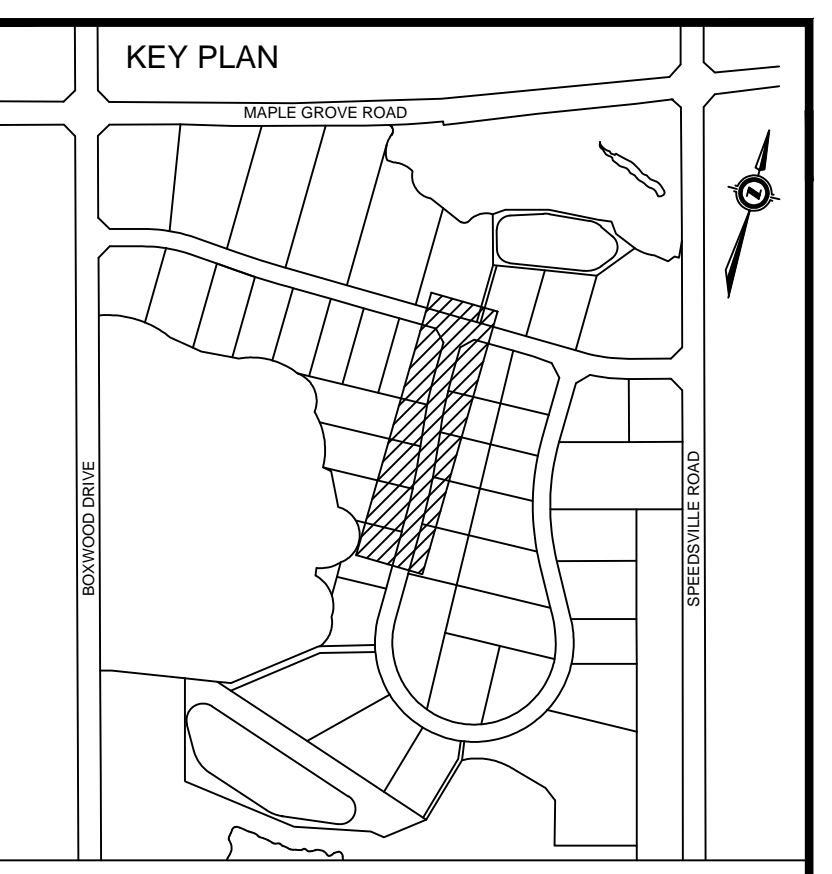 KEY PLAN
MAPLE GROVE ROAD
BOXWOOD DRIVE
SPEEDSVILLE ROAD
N